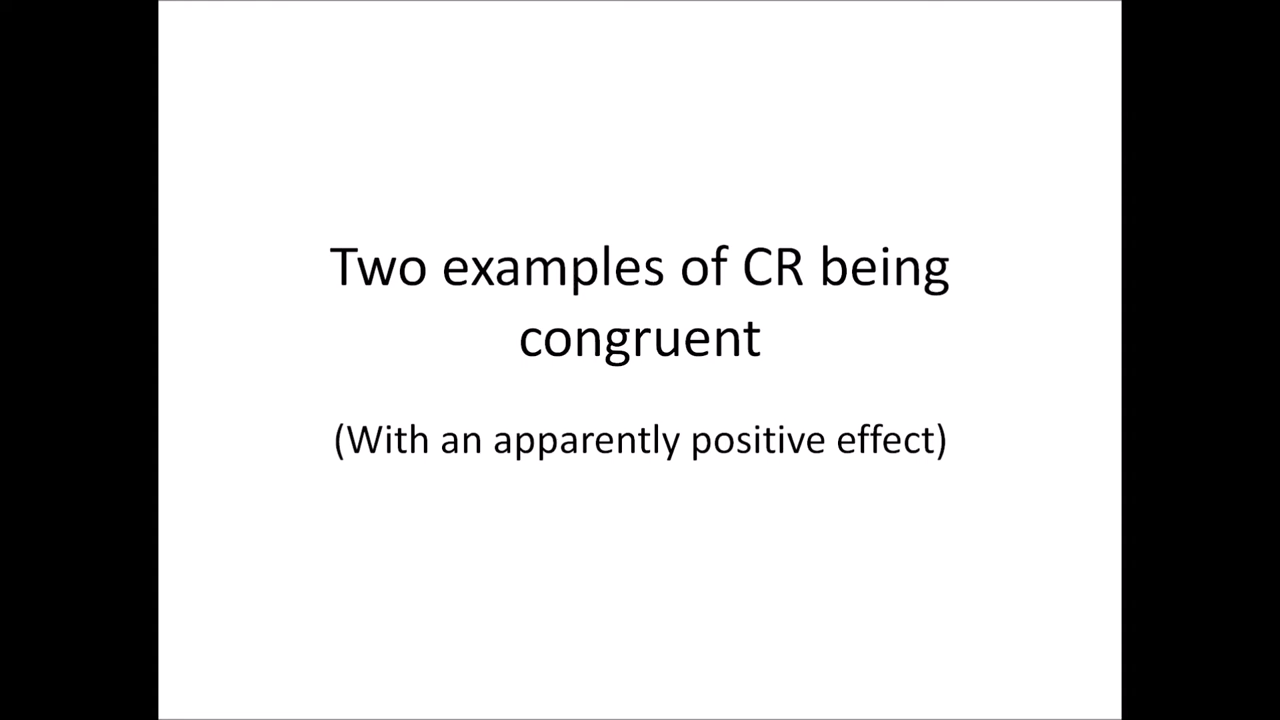 Two examples of CR being
congruent
(With an apparently positive effect)